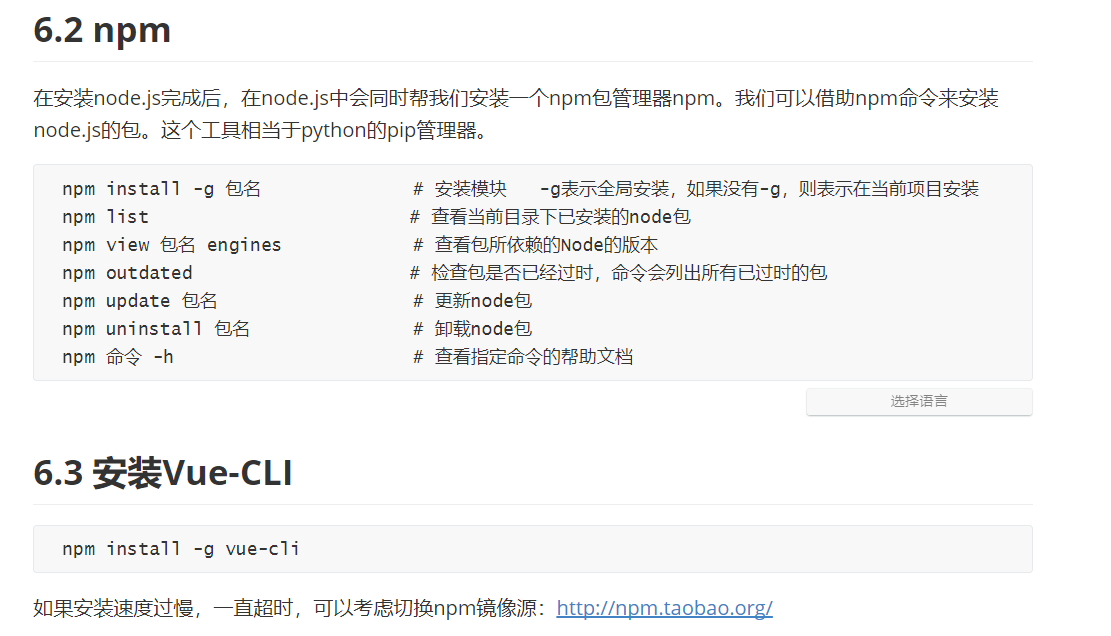 6.2 npm
在安装node.js完成后，在node.js中会同时帮我们安装一个npm包管理器npm。我们可以借助npm命令来安装
node.js的包。这个工具相当于python的pip管理器。
npm install -g 包名 # 安装模块 -g表示全局安装，如果没有-g，则表示在当前项目安装
npm list # 查看当前目录下已安装的node包
npm view 包名 engines # 查看包所依赖的Node的版本
npm outdated # 检查包是否已经过时，命令会列出所有已过时的包
npm update 包名 # 更新node包
npm uninstall 包名 # 卸载node包
npm 命令 -h # 查看指定命令的帮助文档
选择语言
6.3 安装Vue-CLI
npm install -g vue-cli
如果安装速度过慢，一直超时，可以考虑切换npm镜像源：http://npm.taobao.org/